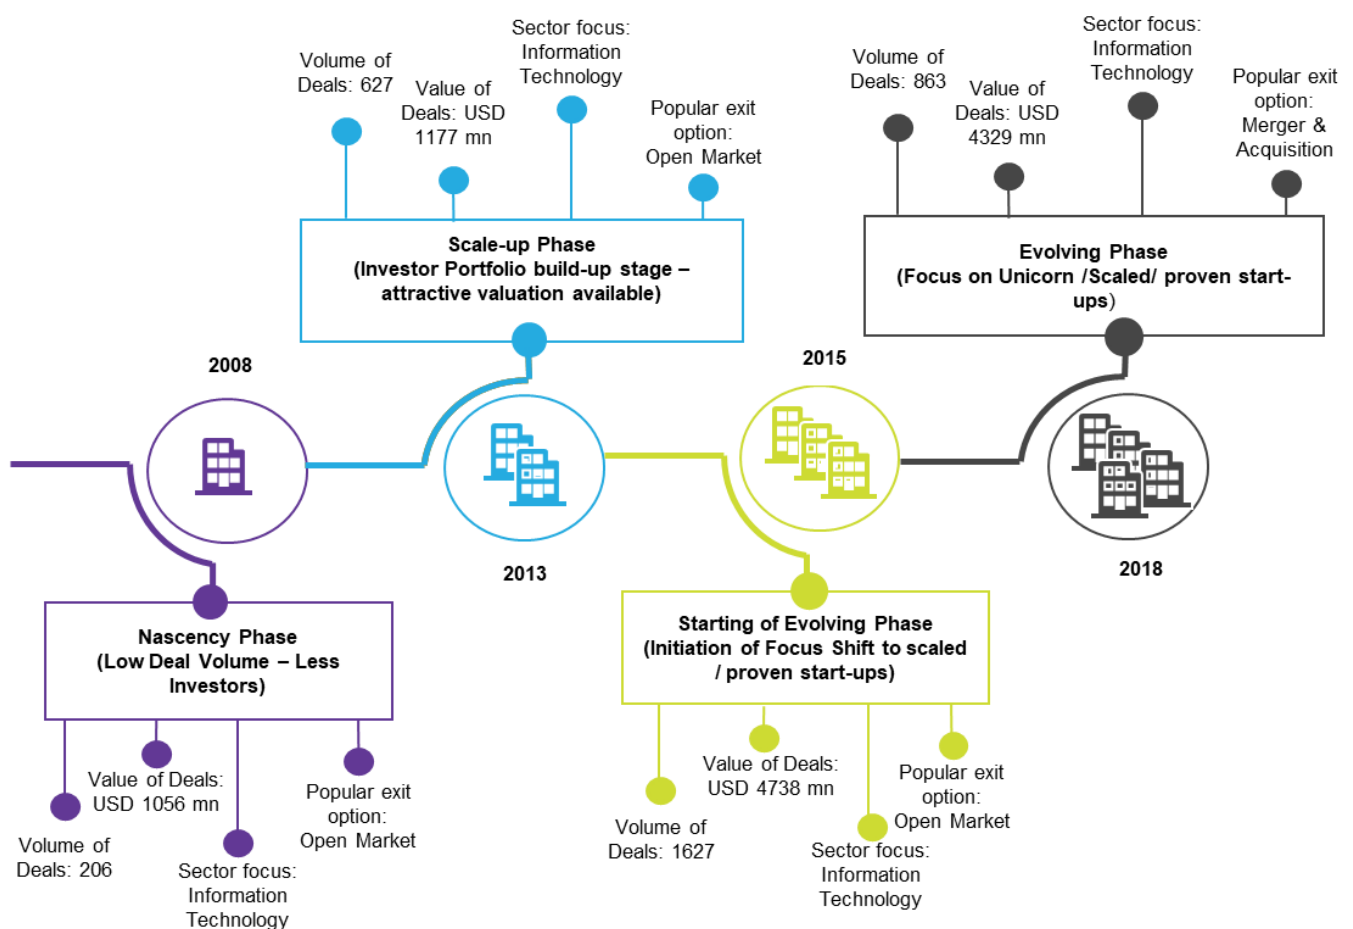 Volume of
Deals: 627
Value of
Deals: USD
1177 mn
Sector focus:
Information
Technology
Popular exit
option:
Open Market
Scale-up Phase
(Investor Portfolio build-up stage –
attractive valuation available)
Volume of
Deals: 863
Value of
Deals: USD
4329 mn
Sector focus:
Information
Technology
Popular exit
option:
Merger &
Acquisition
Evolving Phase
(Focus on Unicorn /Scaled/ proven start-
ups)
2008
2013
2015
2018
Nascency Phase
(Low Deal Volume – Less
Investors)
Volume of
Deals: 206
Value of Deals:
USD 1056 mn
Sector focus:
Information
Technology
Popular exit
option:
Open Market
Starting of Evolving Phase
(Initiation of Focus Shift to scaled
/ proven start-ups)
Volume of
Deals: 1627
Value of Deals:
USD 4738 mn
Sector focus:
Information
Technology
Popular exit
option:
Open Market